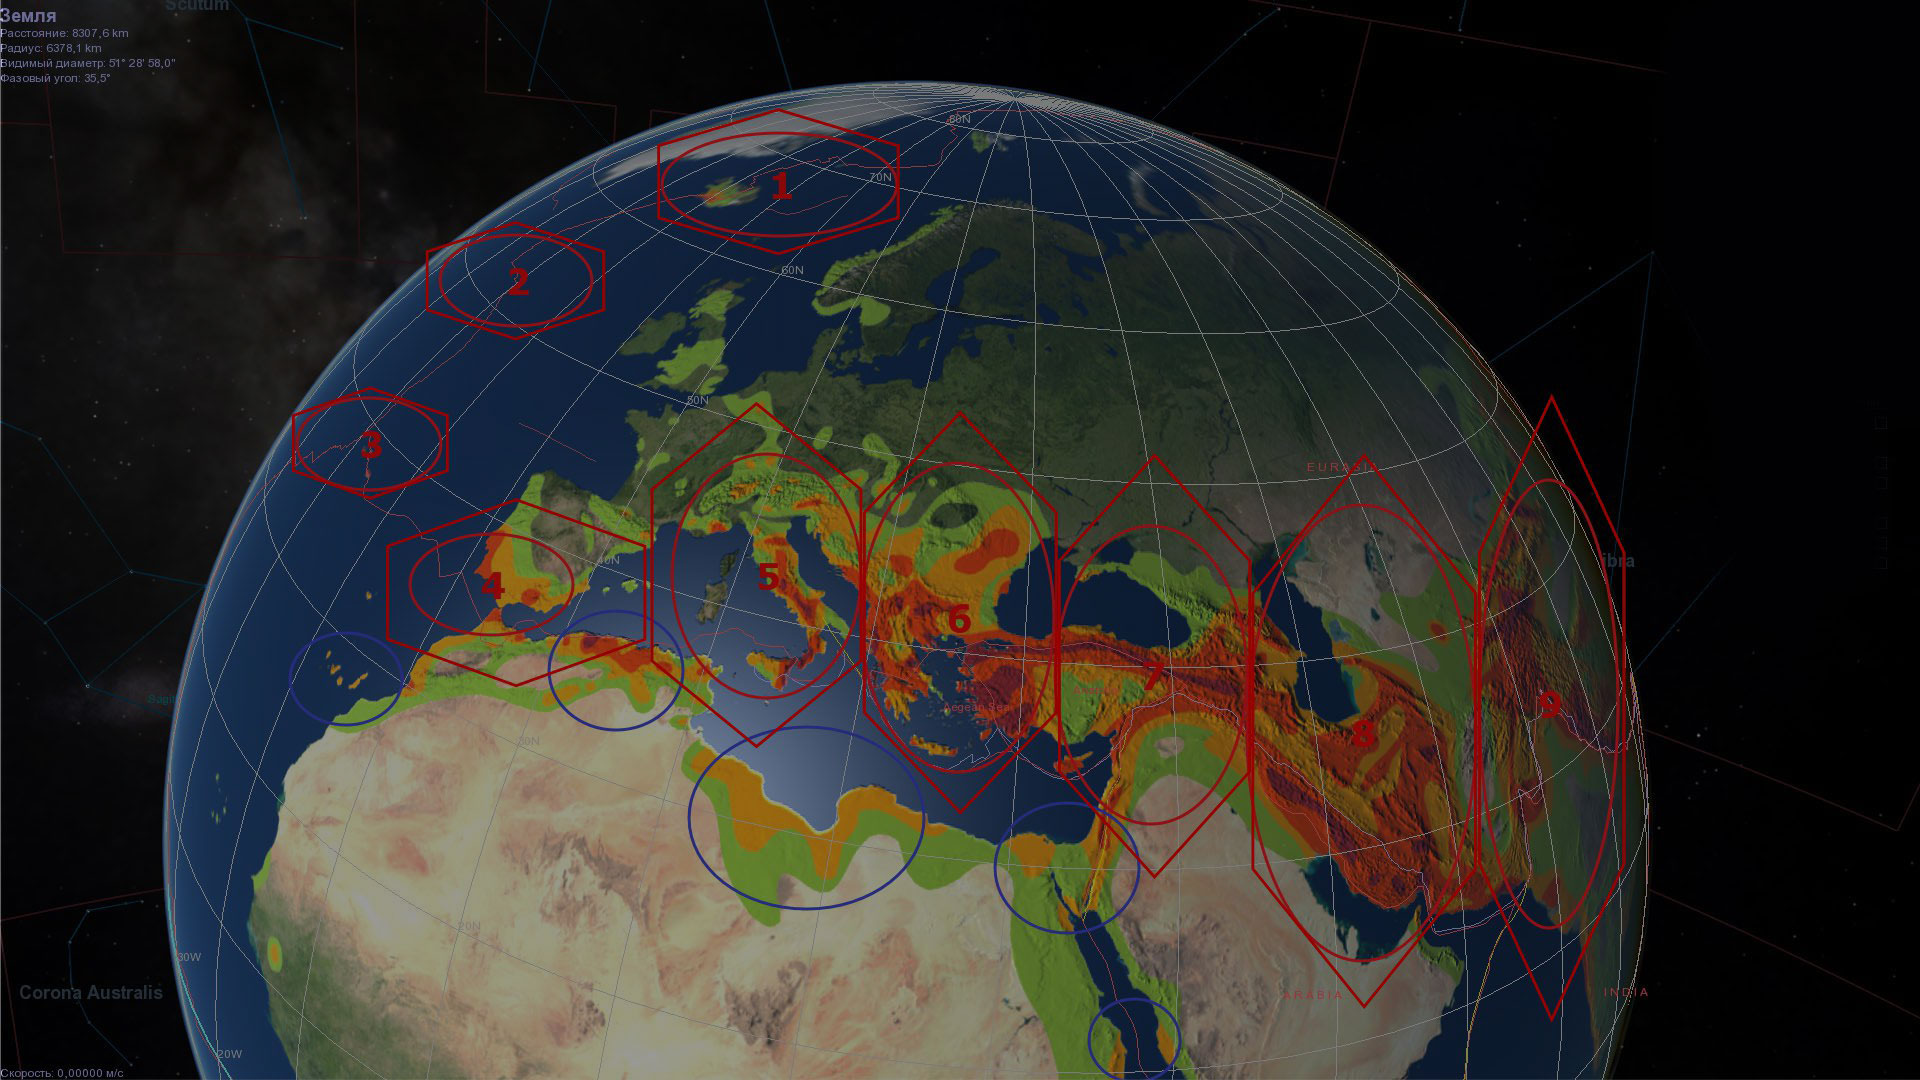 Scutum
Земля
Расстояние: 8307,6 km
Радиус: 6378,1 km
Видимый диаметр: 51° 28' 58,0"
Фазовый угол: 35,5°
80N
1
70N
2
60N
50N
3
EURASIA
40N
ibra
4
5
6
7
Aegean Sea
9
8
30N
20N
30W
Corona Australis
ARABIA
INDIA
20W
Скорость: 0,00000 м/с